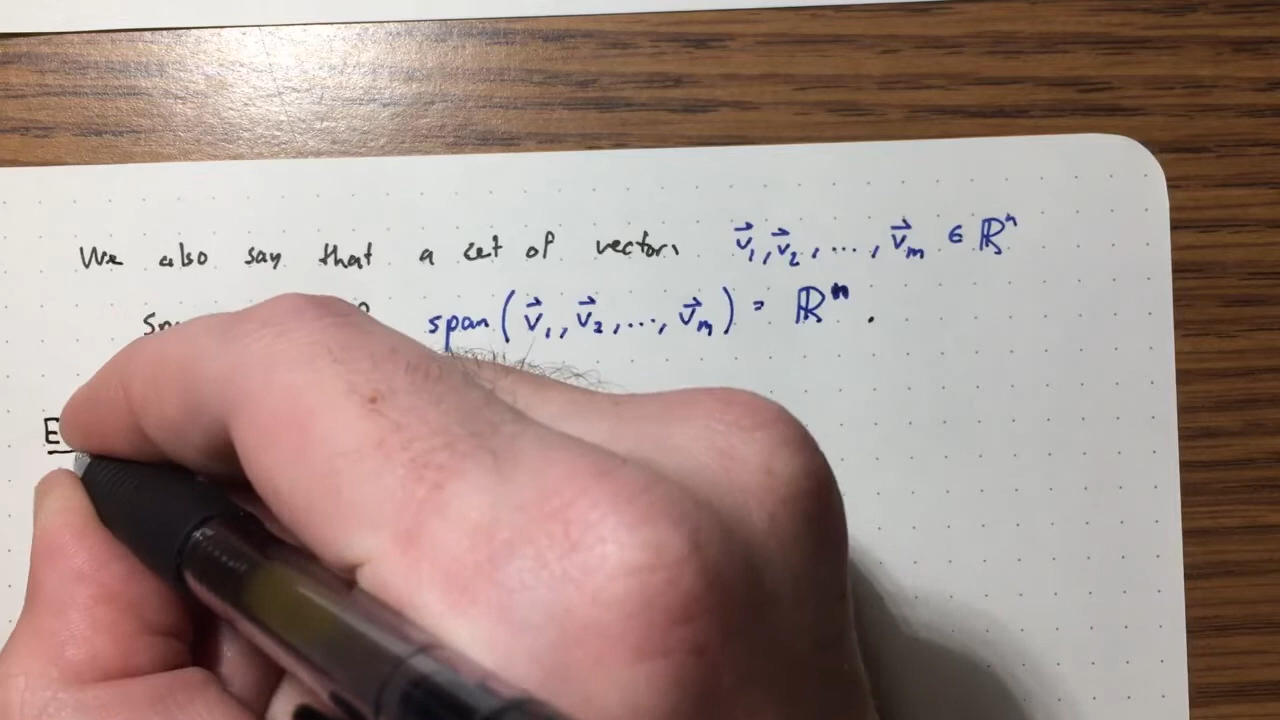 We also say that a set of vectors v⃗₁, v⃗₂, ..., v⃗ₘ ∈ ℝⁿ
span(v⃗₁, v⃗₂, ..., v⃗ₘ) = ℝⁿ.